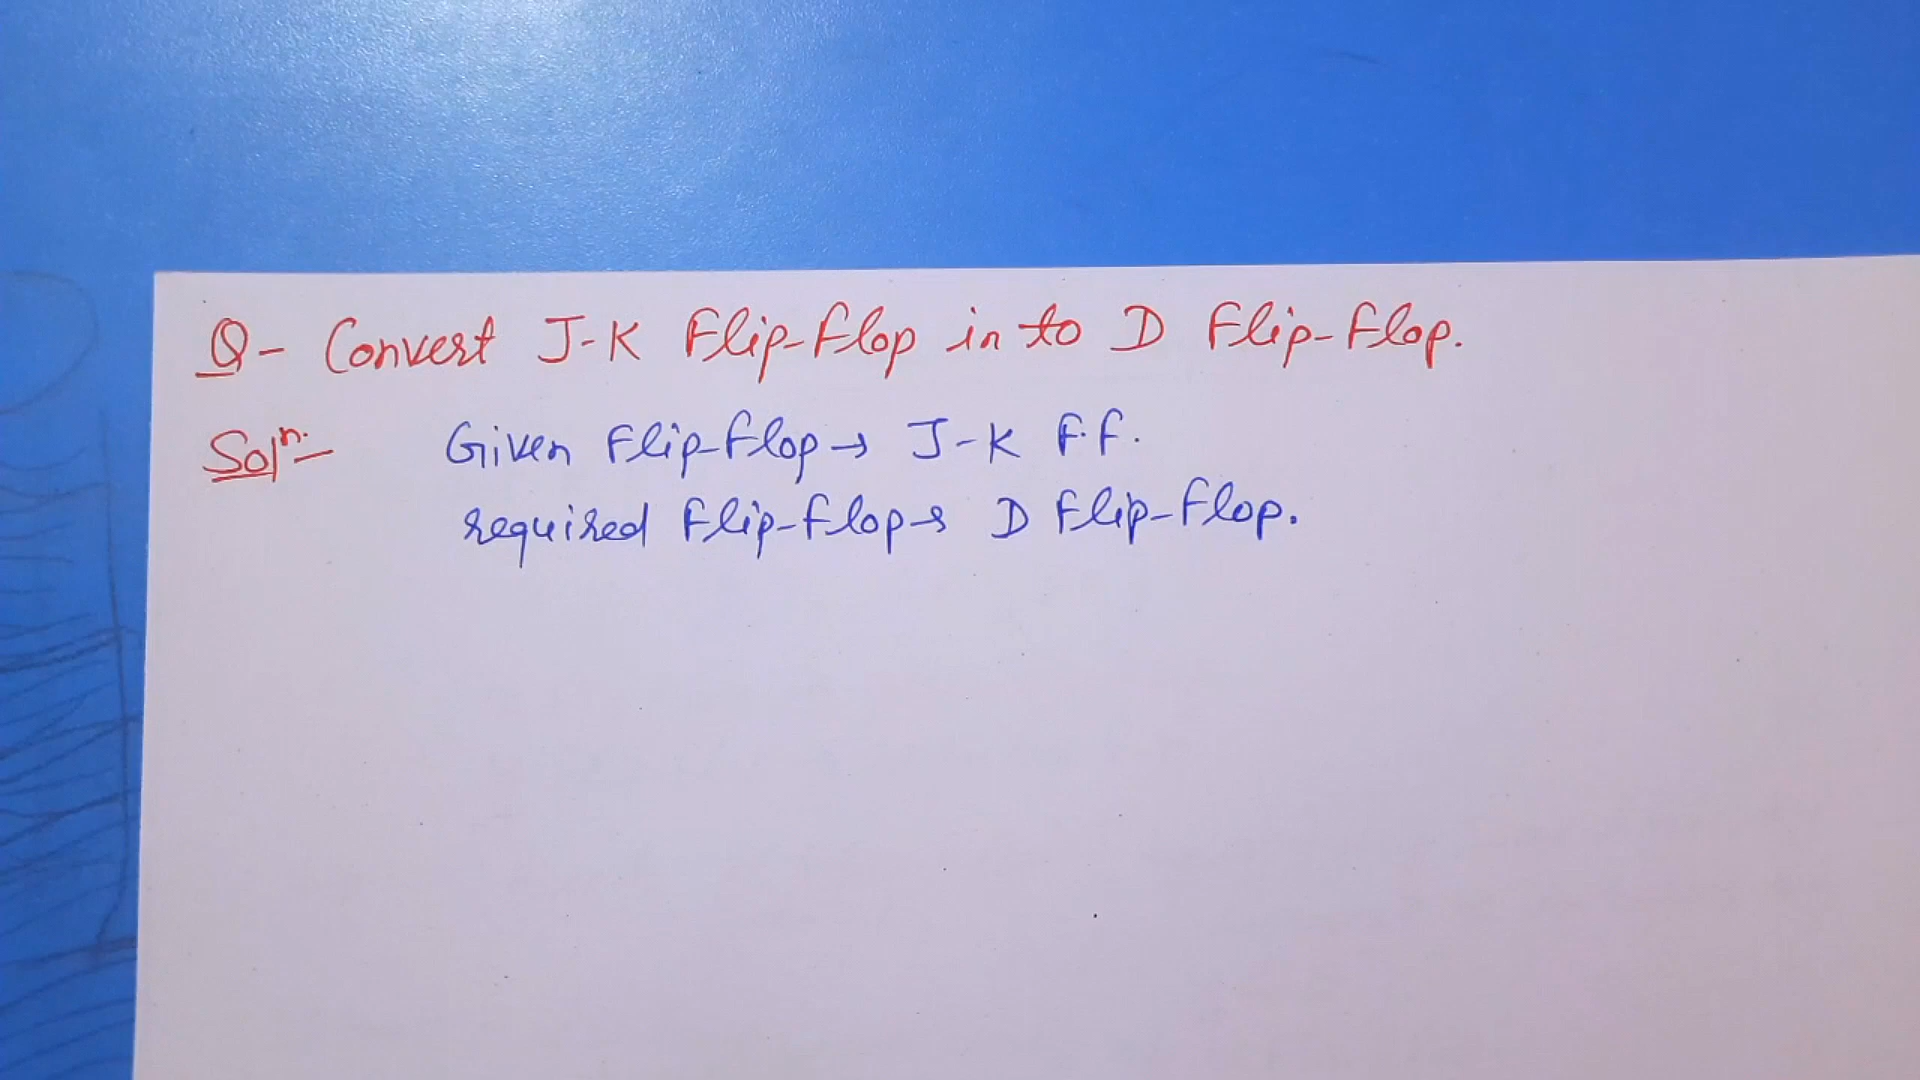 Q- Convert J-K Flip-flop in to D Flip-flop.
Solⁿ:- Given Flip-flop → J-K F.F.
required Flip-flop → D Flip-flop.